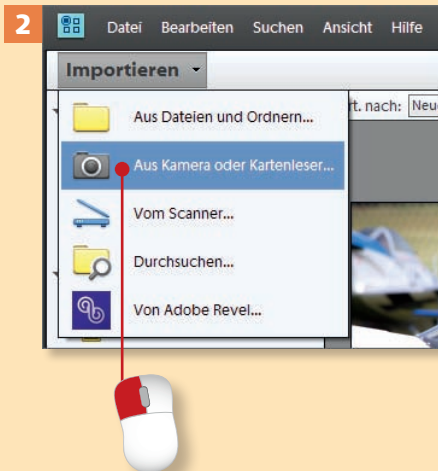 2
Datei Bearbeiten Suchen Ansicht Hilfe
Importieren
rt. nach: Neue
Aus Dateien und Ordnern...
Aus Kamera oder Kartenleser...
Vom Scanner...
Durchsuchen...
Von Adobe Revel...